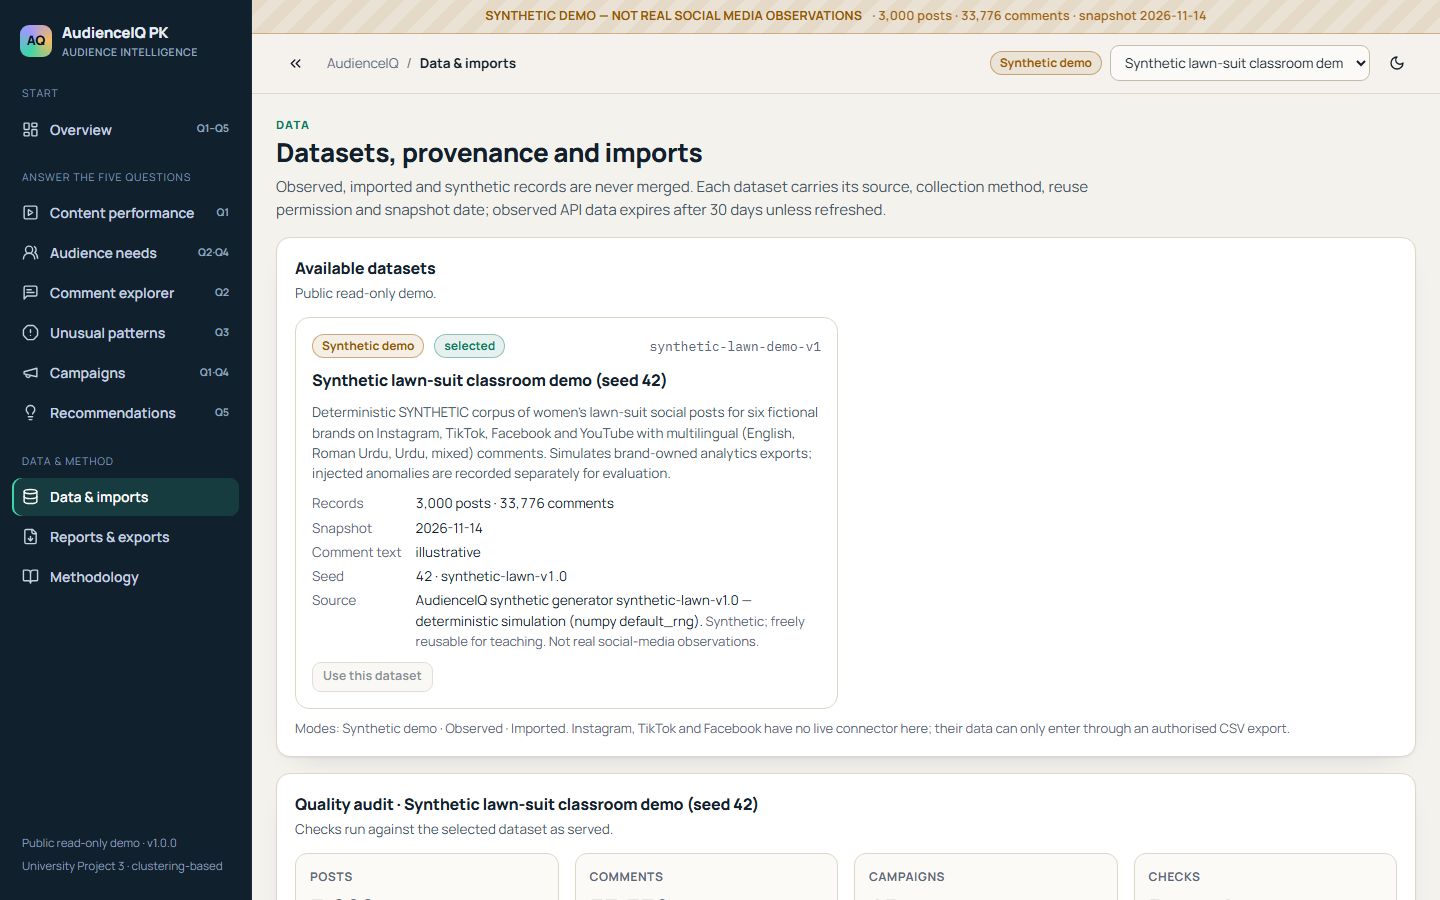 AQ
AudienceIQ PK
AUDIENCE INTELLIGENCE
START
Overview Q1–Q5
ANSWER THE FIVE QUESTIONS
Content performance Q1
Audience needs Q2·Q4
Comment explorer Q2
Unusual patterns Q3
Campaigns Q1·Q4
Recommendations Q5
DATA & METHOD
Data & imports
Reports & exports
Methodology
Public read-only demo · v1.0.0
University Project 3 · clustering-based
SYNTHETIC DEMO — NOT REAL SOCIAL MEDIA OBSERVATIONS · 3,000 posts · 33,776 comments · snapshot 2026-11-14
« AudienceIQ / Data & imports
Synthetic demo
Synthetic lawn-suit classroom dem
DATA
Datasets, provenance and imports
Observed, imported and synthetic records are never merged. Each dataset carries its source, collection method, reuse
permission and snapshot date; observed API data expires after 30 days unless refreshed.
Available datasets
Public read-only demo.
Synthetic demo selected synthetic-lawn-demo-v1
Synthetic lawn-suit classroom demo (seed 42)
Deterministic SYNTHETIC corpus of women's lawn-suit social posts for six fictional
brands on Instagram, TikTok, Facebook and YouTube with multilingual (English,
Roman Urdu, Urdu, mixed) comments. Simulates brand-owned analytics exports;
injected anomalies are recorded separately for evaluation.
Records 3,000 posts · 33,776 comments
Snapshot 2026-11-14
Comment text illustrative
Seed 42 · synthetic-lawn-v1.0
Source AudienceIQ synthetic generator synthetic-lawn-v1.0 —
deterministic simulation (numpy default_rng). Synthetic; freely
reusable for teaching. Not real social-media observations.
Use this dataset
Modes: Synthetic demo · Observed · Imported. Instagram, TikTok and Facebook have no live connector here; their data can only enter through an authorised CSV export.
Quality audit · Synthetic lawn-suit classroom demo (seed 42)
Checks run against the selected dataset as served.
POSTS
COMMENTS
CAMPAIGNS
CHECKS